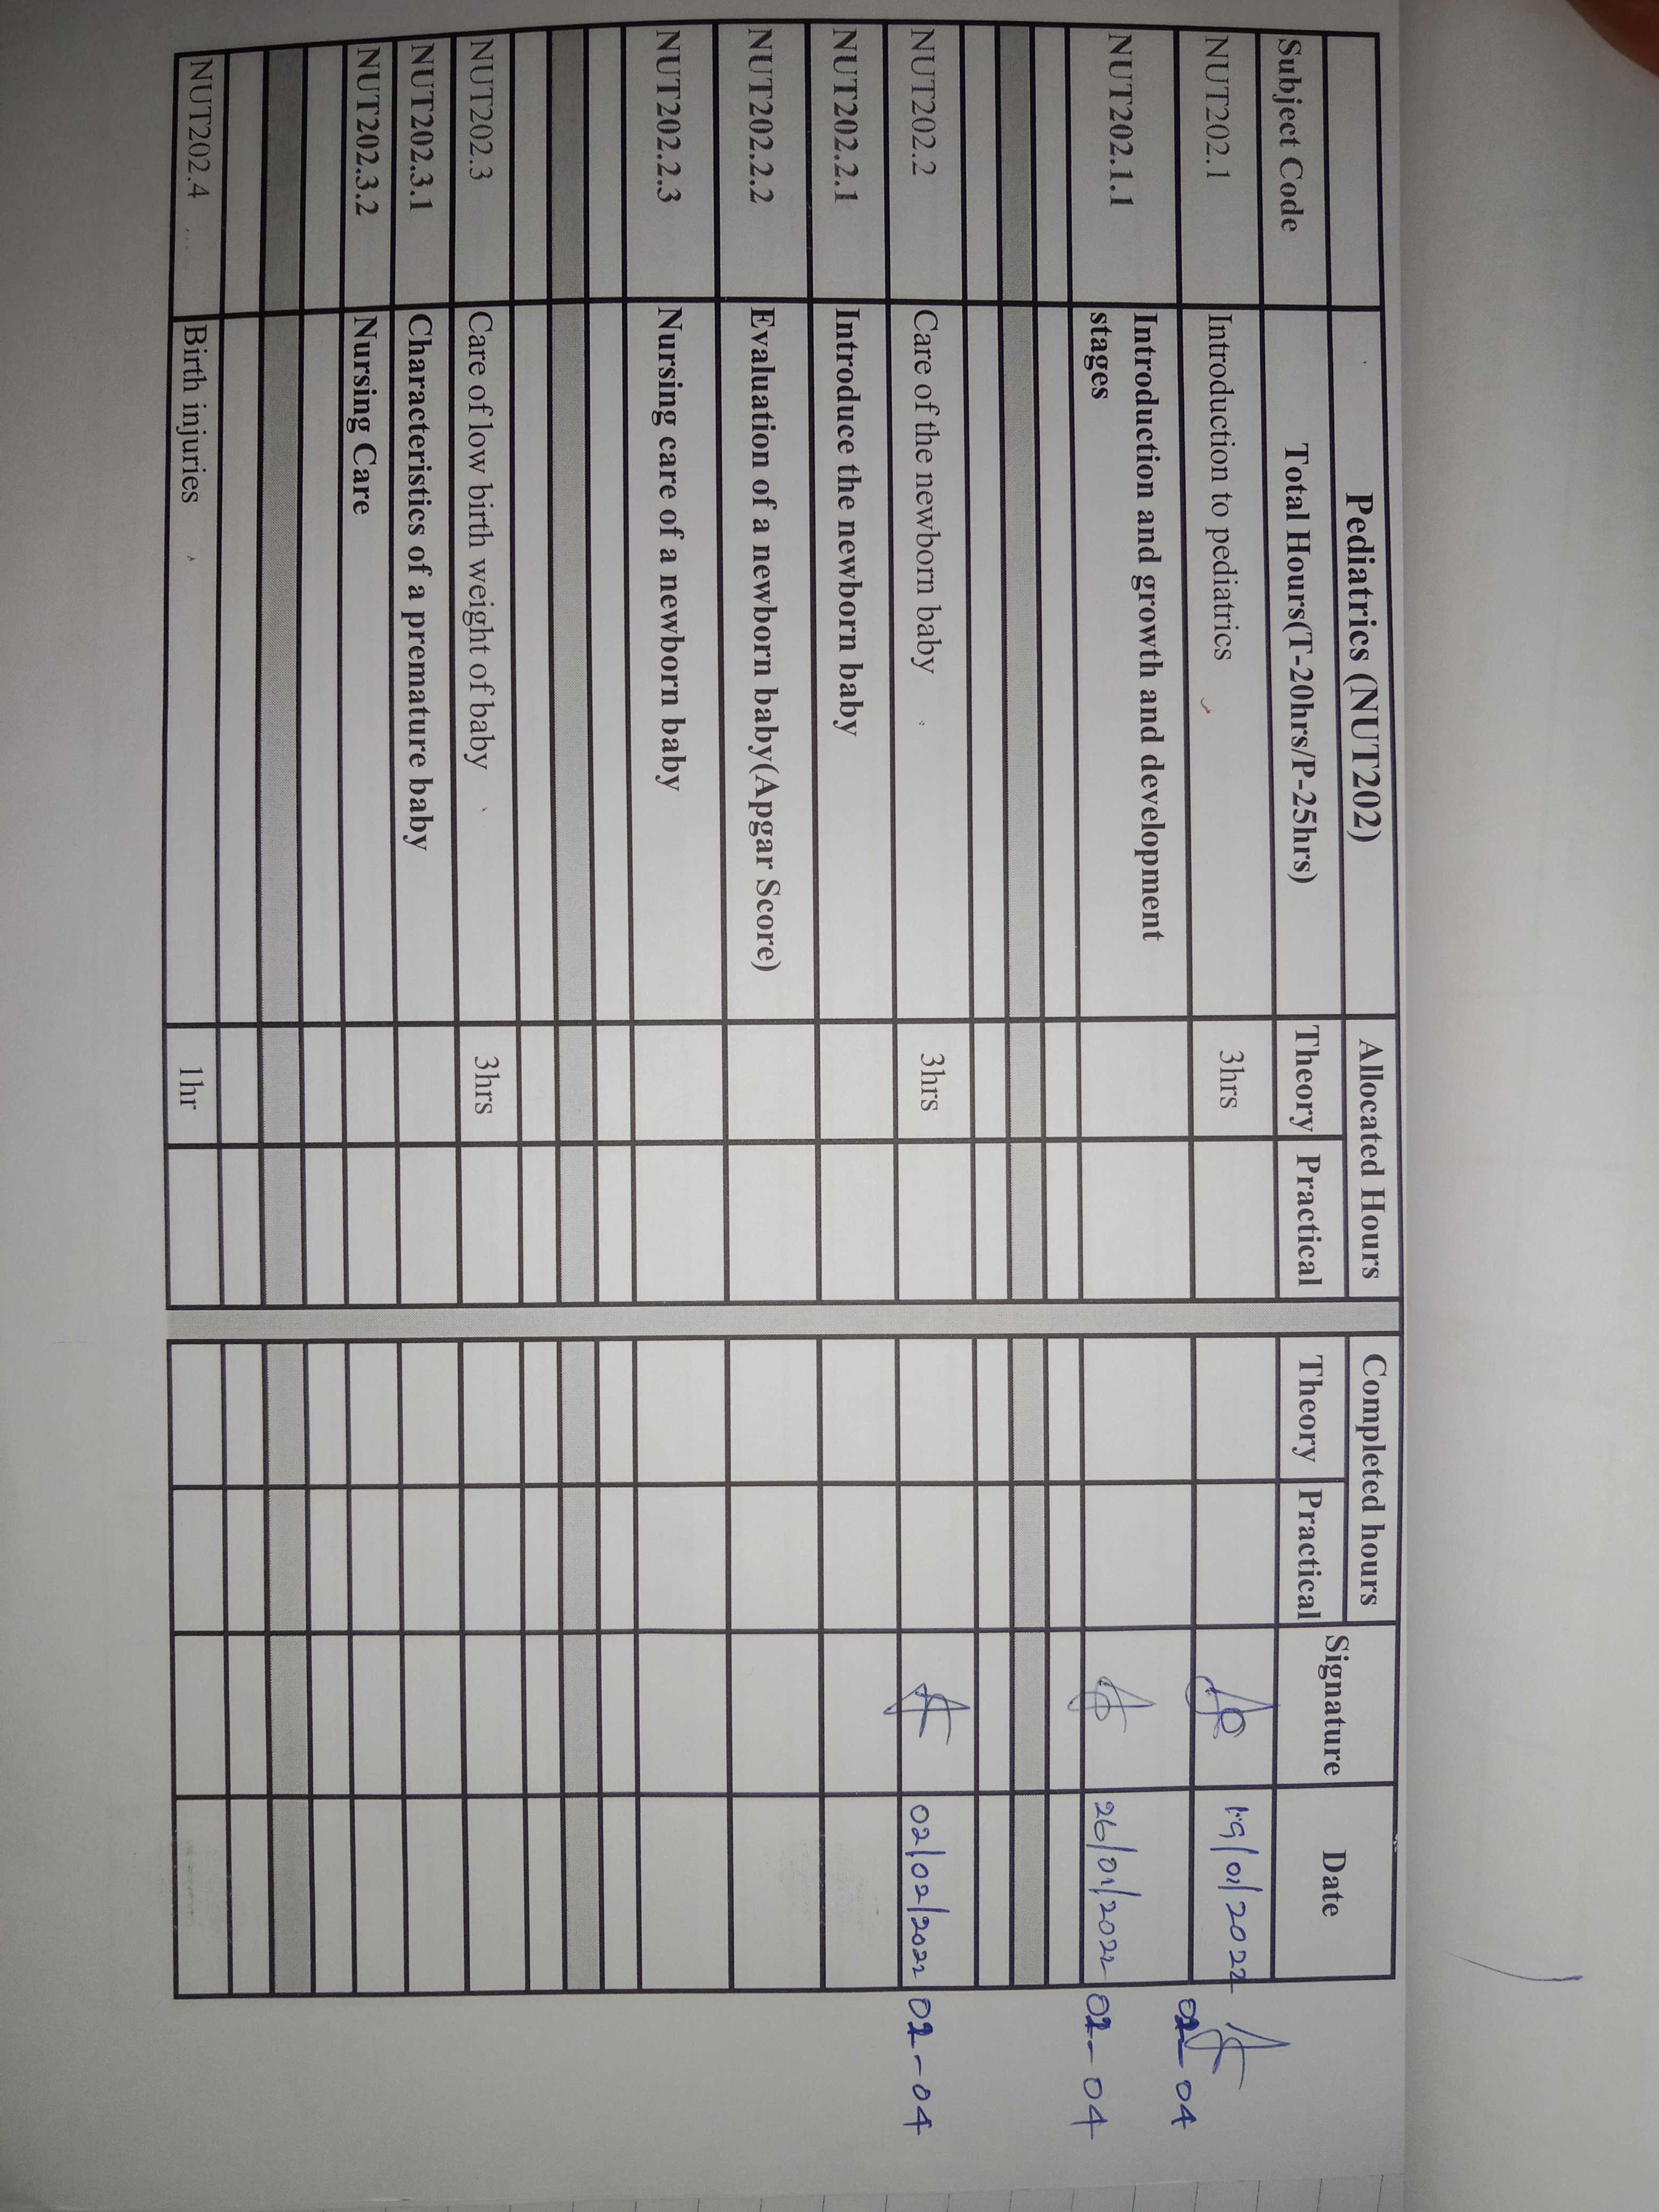 Pediatrics (NUT202) Allocated Hours Completed hours Signature Date
Subject Code Total Hours(T-20hrs/P-25hrs) Theory Practical Theory Practical
NUT202.1 Introduction to pediatrics 3hrs 19/01/2022
02-04
NUT202.1.1 Introduction and growth and development
stages 26/01/2022 02-04
NUT202.2 Care of the newborn baby 3hrs 02/02/2022 02-04
NUT202.2.1 Introduce the newborn baby
NUT202.2.2 Evaluation of a newborn baby(Apgar Score)
NUT202.2.3 Nursing care of a newborn baby
NUT202.3 Care of low birth weight of baby 3hrs
NUT202.3.1 Characteristics of a premature baby
NUT202.3.2 Nursing Care
NUT202.4 Birth injuries 1hr